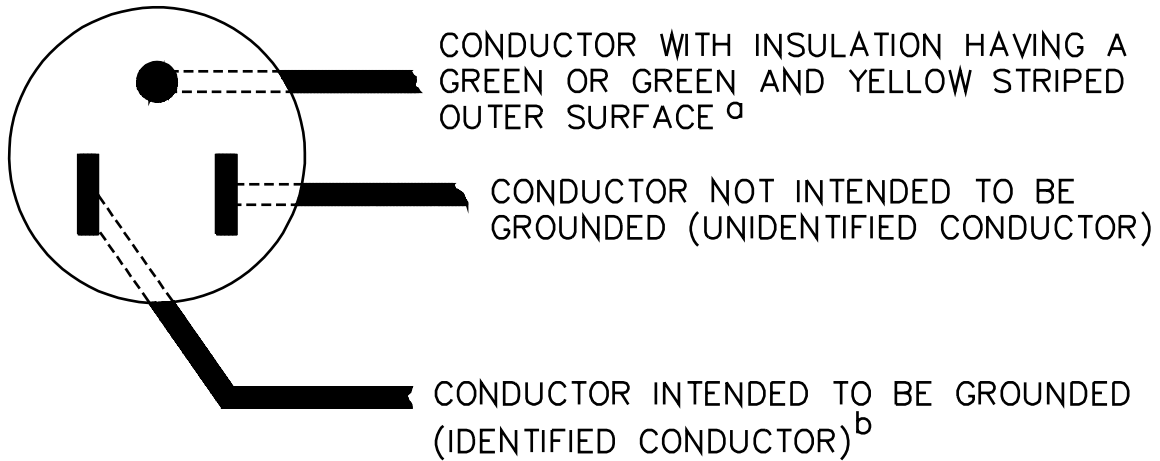 CONDUCTOR WITH INSULATION HAVING A
GREEN OR GREEN AND YELLOW STRIPED
OUTER SURFACE a
CONDUCTOR NOT INTENDED TO BE
GROUNDED (UNIDENTIFIED CONDUCTOR)
CONDUCTOR INTENDED TO BE GROUNDED
(IDENTIFIED CONDUCTOR) b